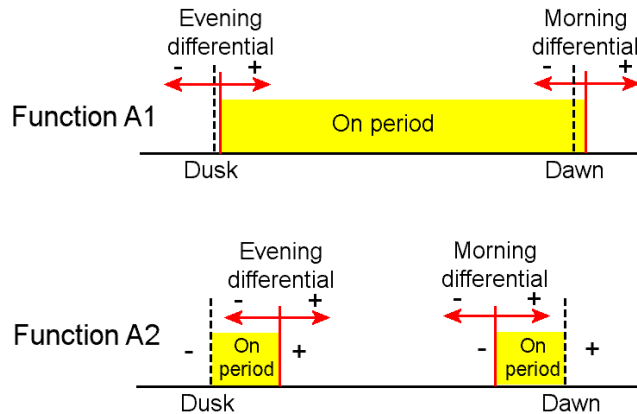 Evening
differential
- +
Morning
differential
- +
Function A1
On period
Dusk
Dawn
Evening
differential
- +
Morning
differential
- +
Function A2
-
On
period
+
-
On
period
+
Dusk
Dawn